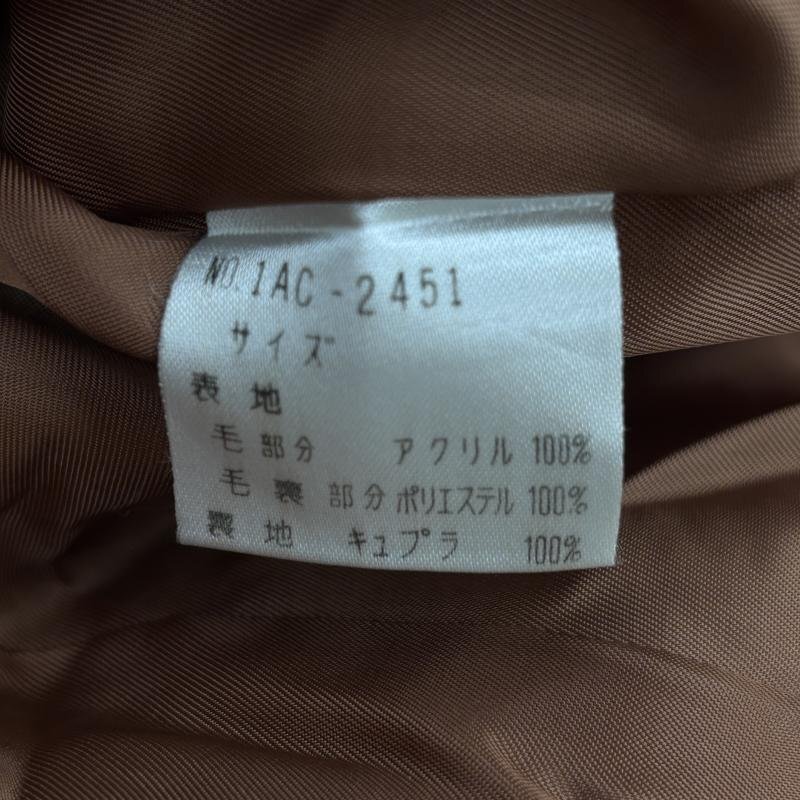 NO. 1AC-2451
サイズ
表地
毛部分 アクリル 100%
毛裏部分 ポリエステル 100%
裏地 キュプラ 100%